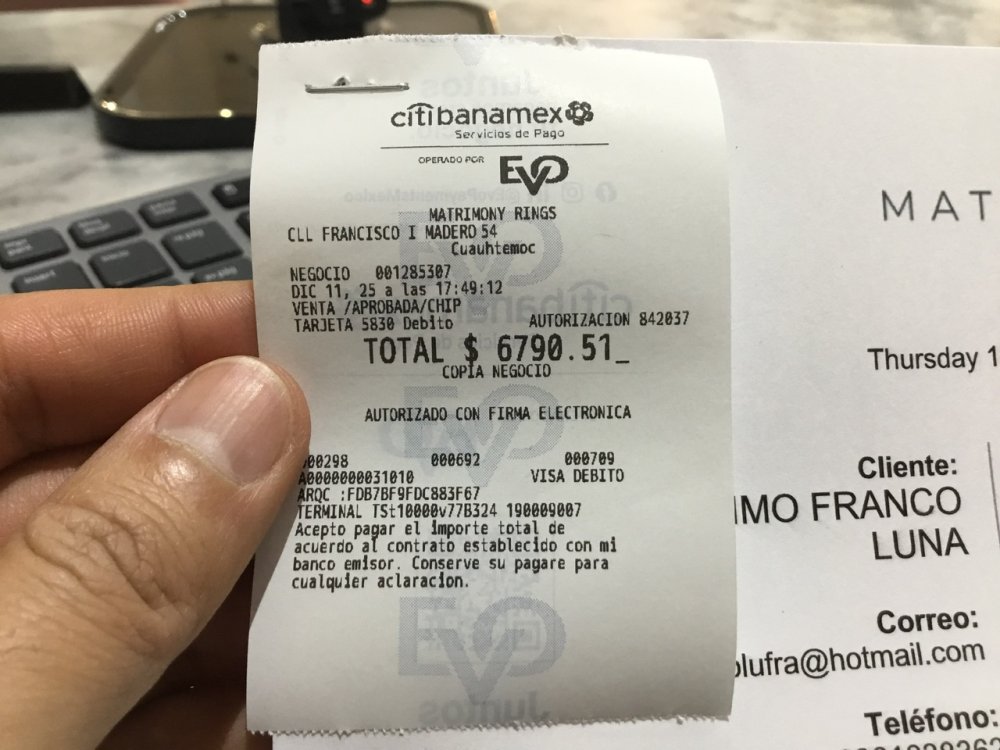 citibanamex
Servicios de Pago
OPERADO POR EVO
MATRIMONY RINGS
CLL FRANCISCO I MADERO 54
Cuauhtemoc
NEGOCIO 001285307
DIC 11, 25 a las 17:49:12
VENTA /APROBADA/CHIP
TARJETA 5830 Debito AUTORIZACION 842037
TOTAL $ 6790.51_
COPIA NEGOCIO
AUTORIZADO CON FIRMA ELECTRONICA
000298 000692 000709
A0000000031010 VISA DEBITO
ARQC :FDB7BF9FDC883F67
TERMINAL TSt10000v77B324 190009007
Acepto pagar el importe total de
acuerdo al contrato establecido con mi
banco emisor. Conserve su pagare para
cualquier aclaracion.
EVO
MAT
Thursday 1
Cliente:
IMO FRANCO
LUNA
Correo:
olufra@hotmail.com
Teléfono: